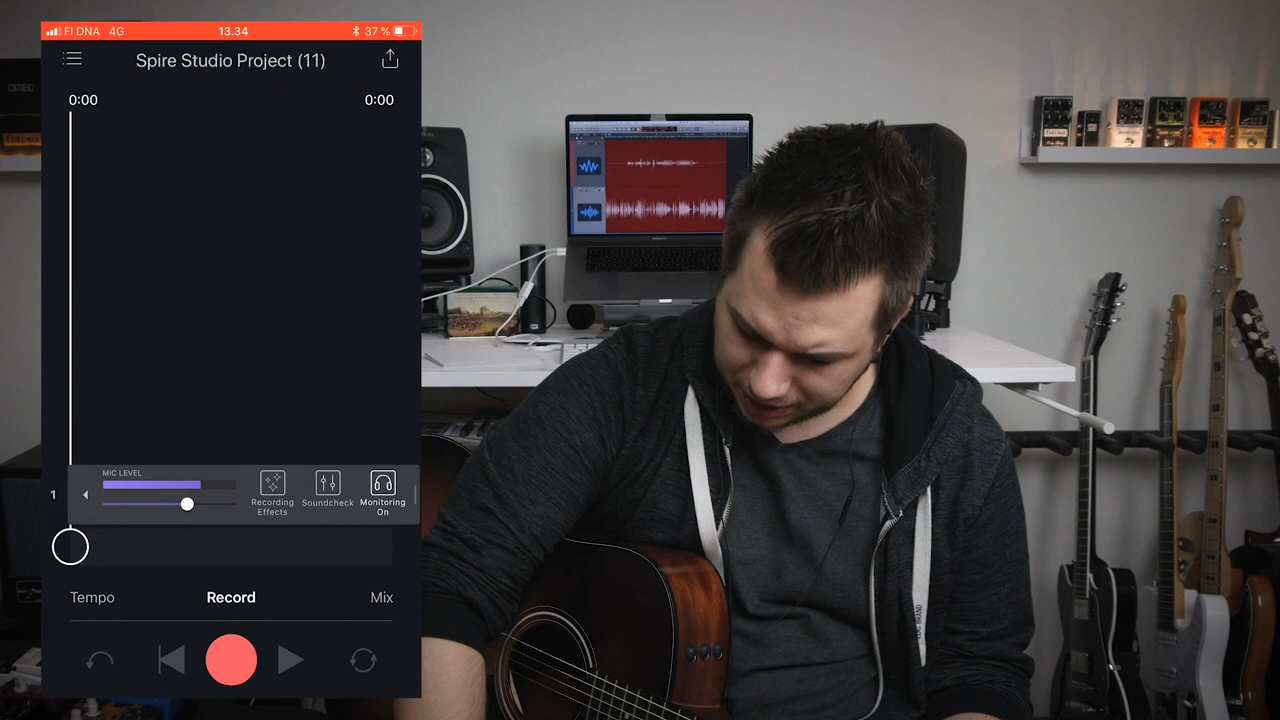 FI DNA 4G 13.34 37 %
Spire Studio Project (11)
0:00 0:00
MIC LEVEL
1
Recording
Effects
Soundcheck
Monitoring
On
Tempo Record Mix
FRIEDMAN